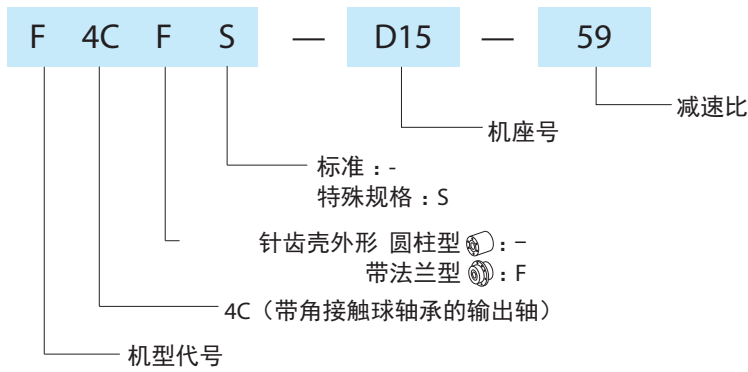 F 4C F S — D15 — 59
减速比
机座号
标准：-
特殊规格：S
针齿壳外形 圆柱型：-
带法兰型：F
4C（带角接触球轴承的输出轴）
机型代号